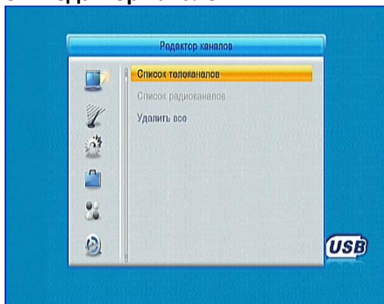 Редактор каналов
Список телеканалов
Список радиоканалов
Удалить все
USB